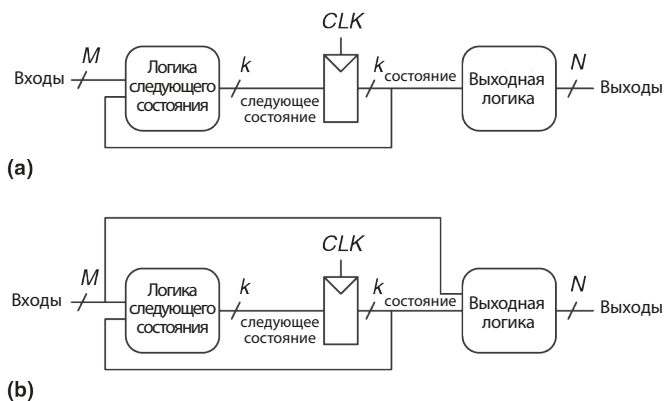 CLK
M
Входы
Логика
следующего
состояния
k
следующее
состояние
k
состояние
Выходная
логика
N
Выходы
(a)
CLK
M
Входы
Логика
следующего
состояния
k
следующее
состояние
k
состояние
Выходная
логика
N
Выходы
(b)